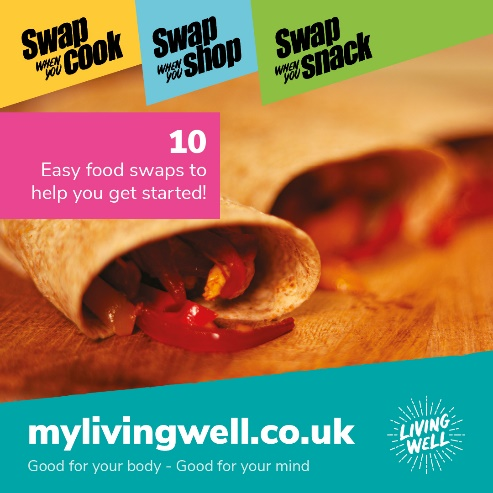 Swap
WHEN YOU cook
Swap
WHEN YOU shop
Swap
WHEN YOU snack
10
Easy food swaps to
help you get started!
mylivingwell.co.uk
Good for your body - Good for your mind
LIVING
WELL